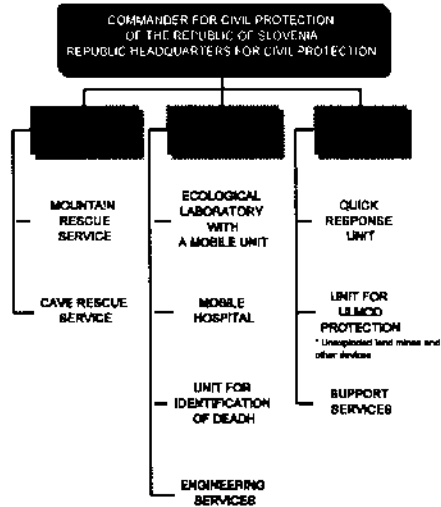 COMMANDER FOR CIVIL PROTECTION
OF THE REPUBLIC OF SLOVENIA
REPUBLIC HEADQUARTERS FOR CIVIL PROTECTION
MOUNTAIN
RESCUE
SERVICE
CAVE RESCUE
SERVICE
ECOLOGICAL
LABORATORY
WITH
A MOBILE UNIT
MOBILE
HOSPITAL
UNIT FOR
IDENTIFICATION
OF DEADH
ENGINEERING
SERVICES
QUICK
RESPONSE
UNIT
UNIT FOR
ULMOD
PROTECTION
* Unexploded land mines and
other devices
SUPPORT
SERVICES